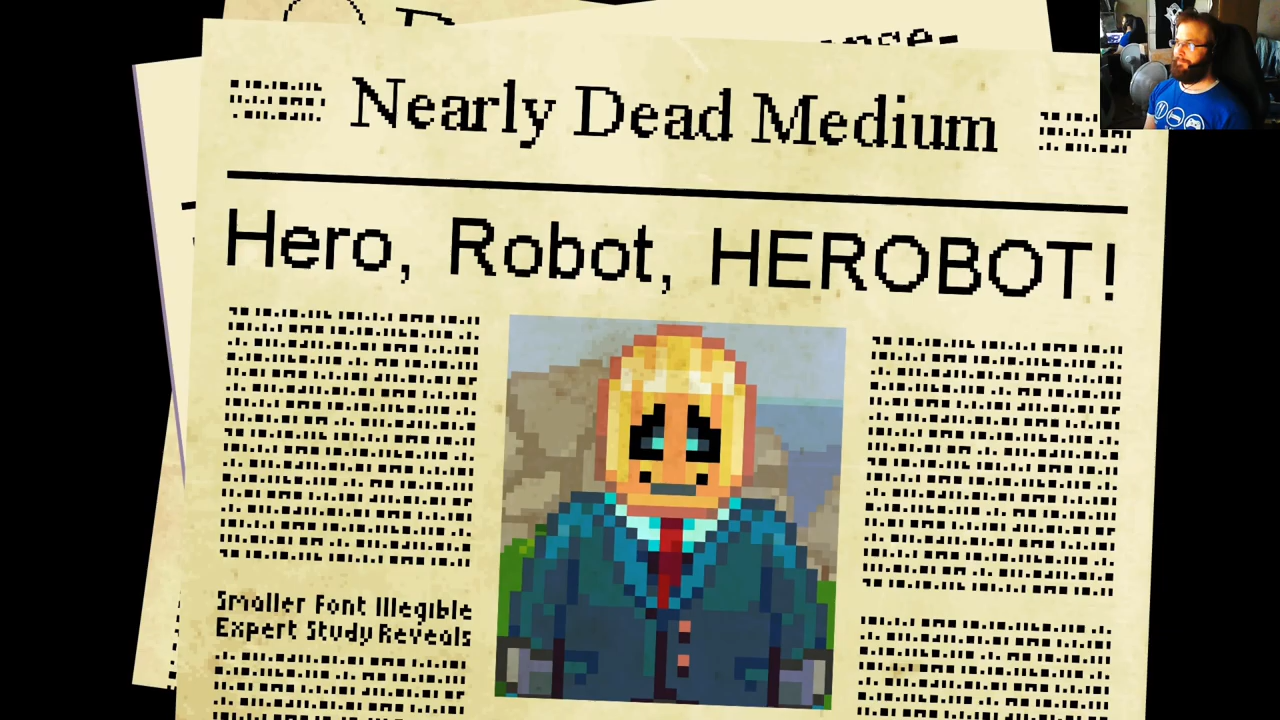 Nearly Dead Medium
Hero, Robot, HEROBOT!
Smaller Font Illegible
Expert Study Reveals